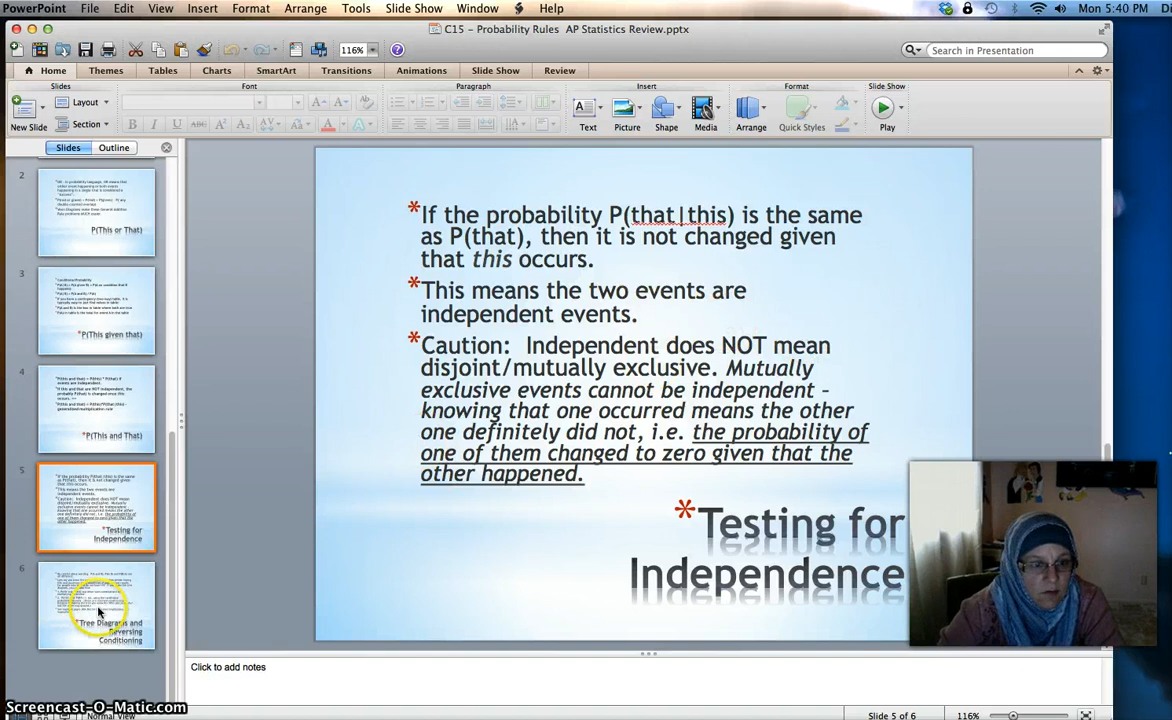 PowerPoint File Edit View Insert Format Arrange Tools Slide Show Window Help Mon 5:40 PM
C15 – Probability Rules AP Statistics Review.pptx
116%
Search in Presentation
Home Themes Tables Charts SmartArt Transitions Animations Slide Show Review
Slides Font Paragraph Insert Format Slide Show
New Slide Layout Section
B I U ABC A A Aa A A
Text Picture Shape Media Arrange Quick Styles Play
Slides Outline
2
P(This or That)
3
*P(This given that)
4
*P(This and That)
5
*Testing for
Independence
6
*Tree Diagrams and
Reversing
Conditioning
*If the probability P(that|this) is the same
as P(that), then it is not changed given
that this occurs.
*This means the two events are
independent events.
*Caution: Independent does NOT mean
disjoint/mutually exclusive. Mutually
exclusive events cannot be independent –
knowing that one occurred means the other
one definitely did not, i.e. the probability of
one of them changed to zero given that the
other happened.
*Testing for
Independence
Click to add notes
Screencast-O-Matic.com
Normal View Slide 5 of 6 116%